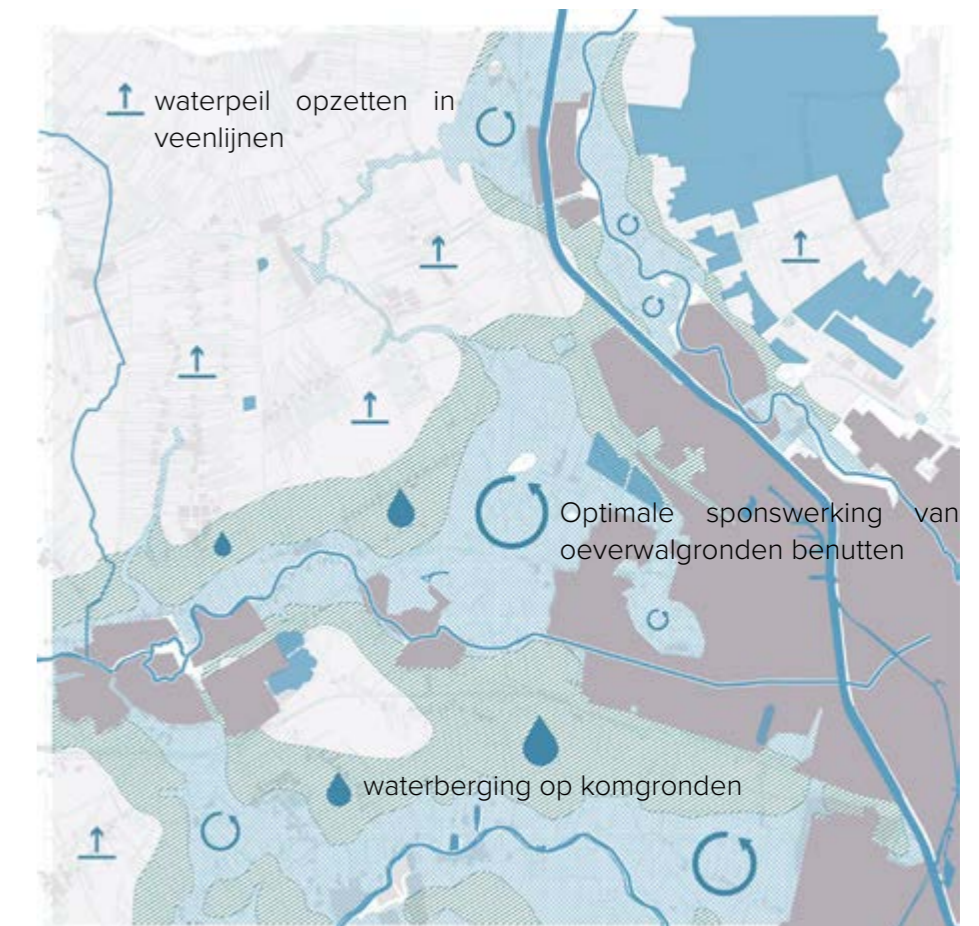 waterpeil opzetten in
veenlijnen
Optimale sponswerking van
oeverwalgronden benutten
waterberging op komgronden